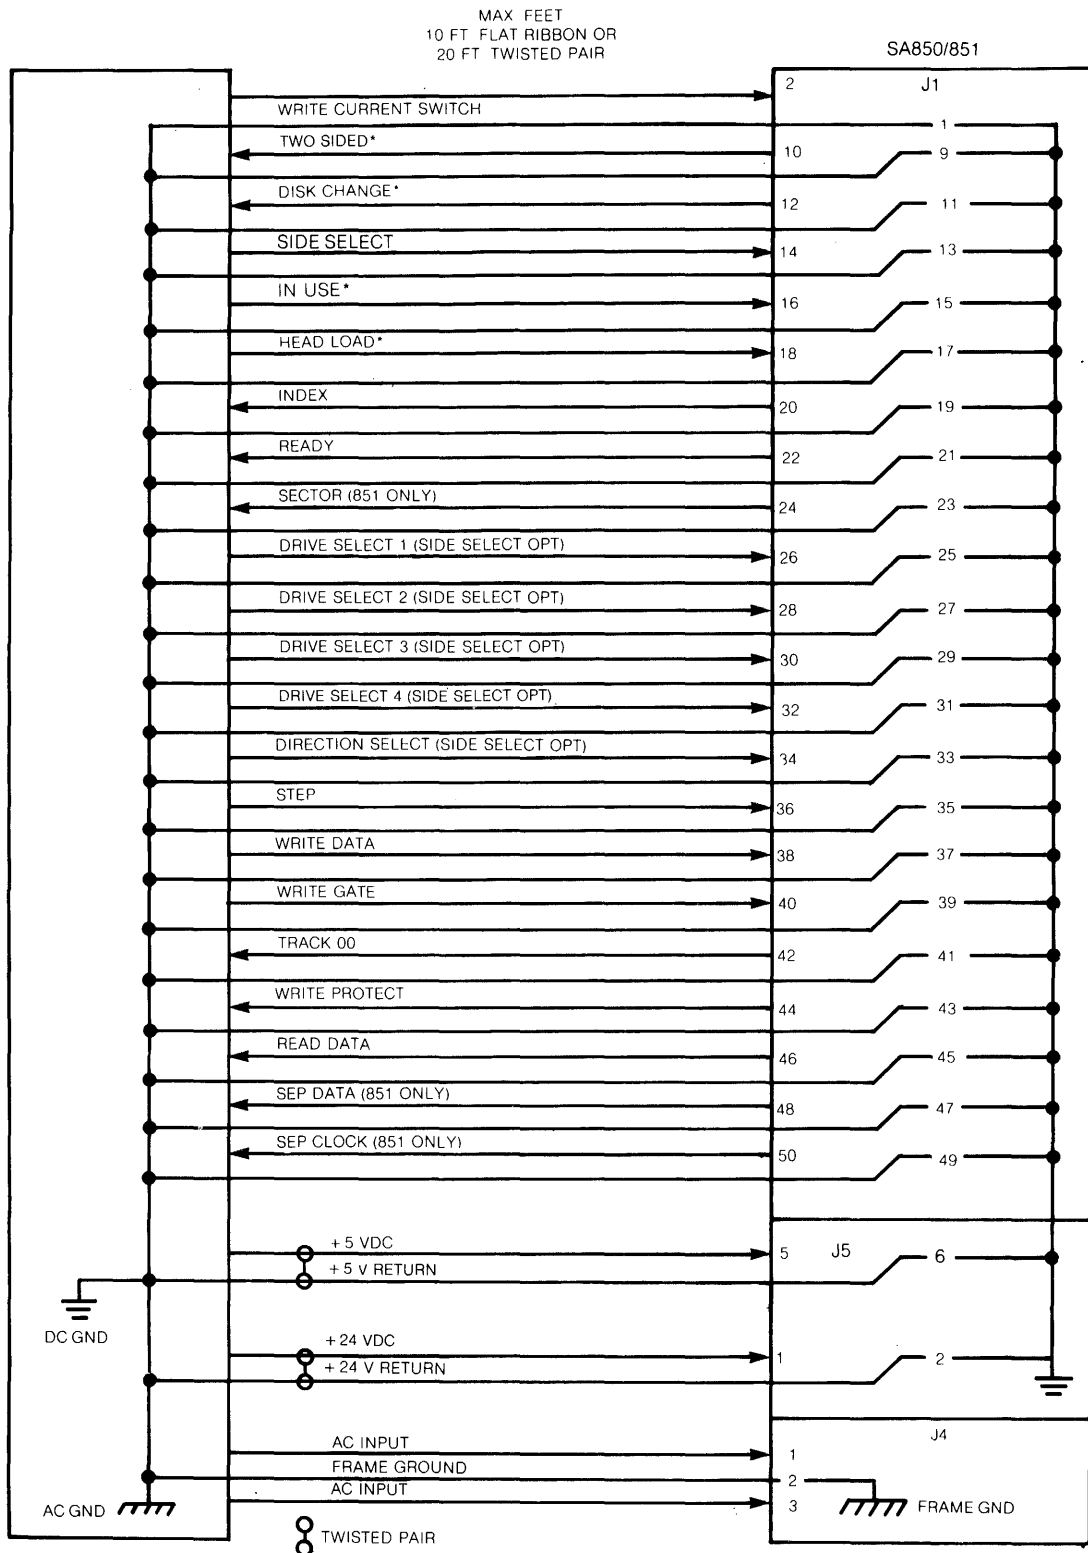 MAX FEET
10 FT FLAT RIBBON OR
20 FT TWISTED PAIR
SA850/851
J1
WRITE CURRENT SWITCH 2
1
TWO SIDED* 10
9
DISK CHANGE* 12
11
SIDE SELECT 14
13
IN USE* 16
15
HEAD LOAD* 18
17
INDEX 20
19
READY 22
21
SECTOR (851 ONLY) 24
23
DRIVE SELECT 1 (SIDE SELECT OPT) 26
25
DRIVE SELECT 2 (SIDE SELECT OPT) 28
27
DRIVE SELECT 3 (SIDE SELECT OPT) 30
29
DRIVE SELECT 4 (SIDE SELECT OPT) 32
31
DIRECTION SELECT (SIDE SELECT OPT) 34
33
STEP 36
35
WRITE DATA 38
37
WRITE GATE 40
39
TRACK 00 42
41
WRITE PROTECT 44
43
READ DATA 46
45
SEP DATA (851 ONLY) 48
47
SEP CLOCK (851 ONLY) 50
49
+ 5 VDC 5 J5
+ 5 V RETURN 6
DC GND
+ 24 VDC 1
+ 24 V RETURN 2
J4
AC INPUT 1
FRAME GROUND 2
AC INPUT 3
AC GND
FRAME GND
TWISTED PAIR